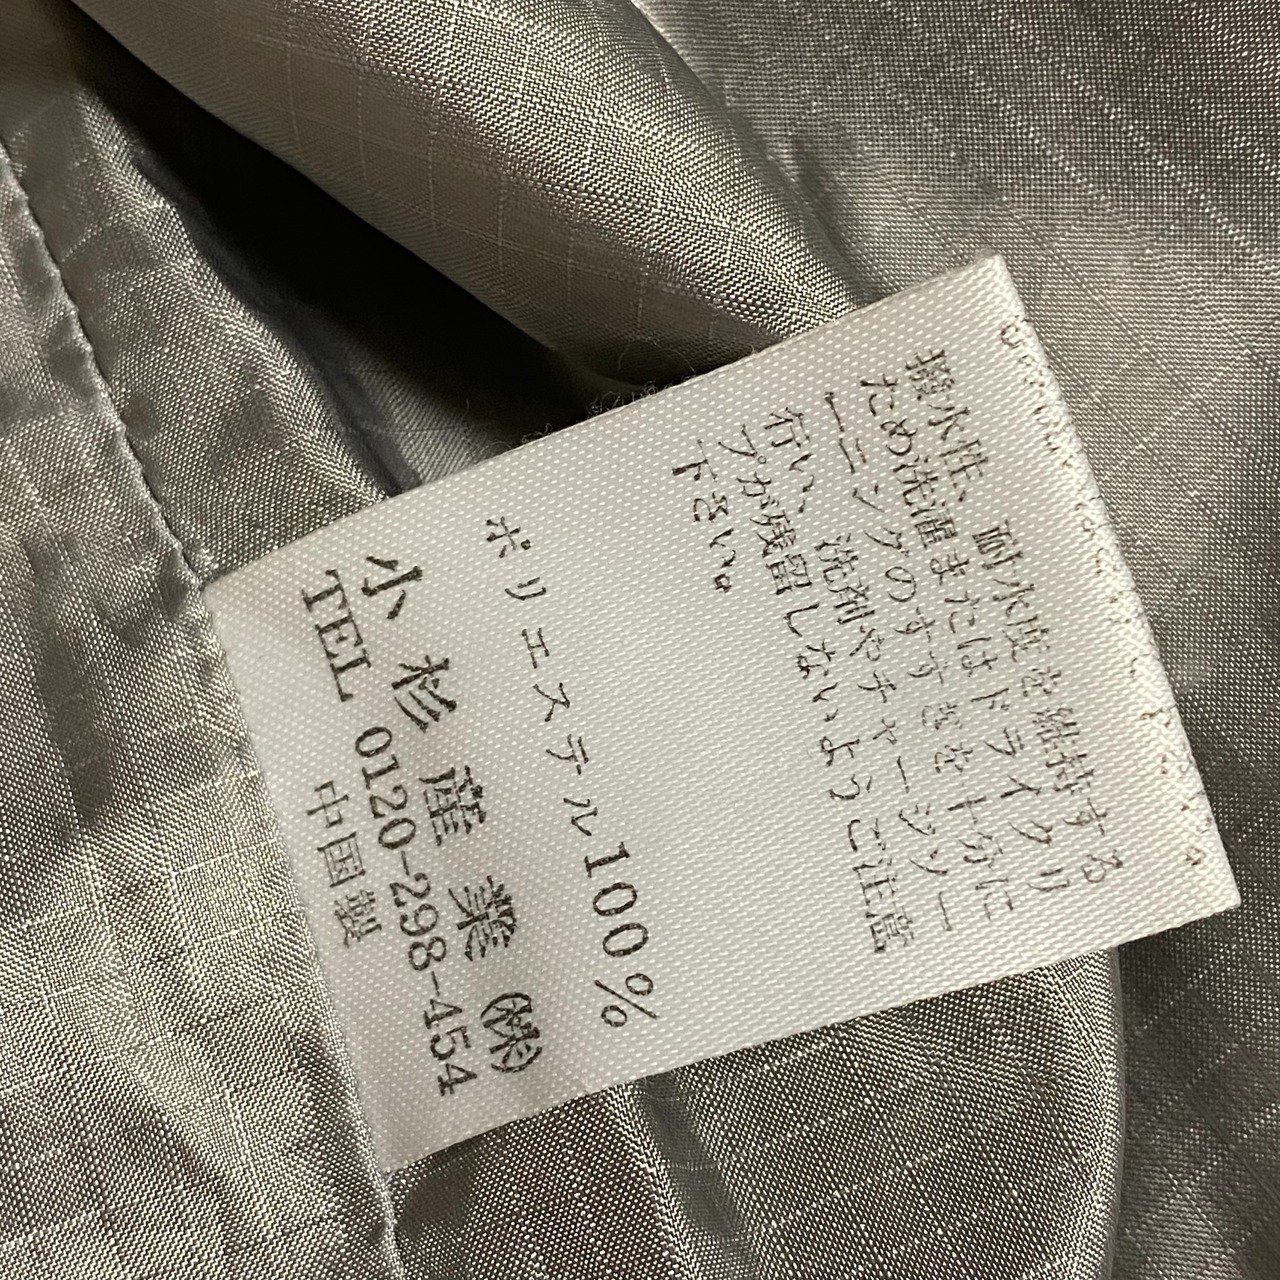 撥水性、耐水度を維持する
ため洗濯またはドライクリ
ーニングのすすぎを十分に
行い、洗剤やチャージソー
プが残留しないようご注意
下さい。
ポリエステル100%
小杉産業(株)
TEL 0120-298-454
中国製